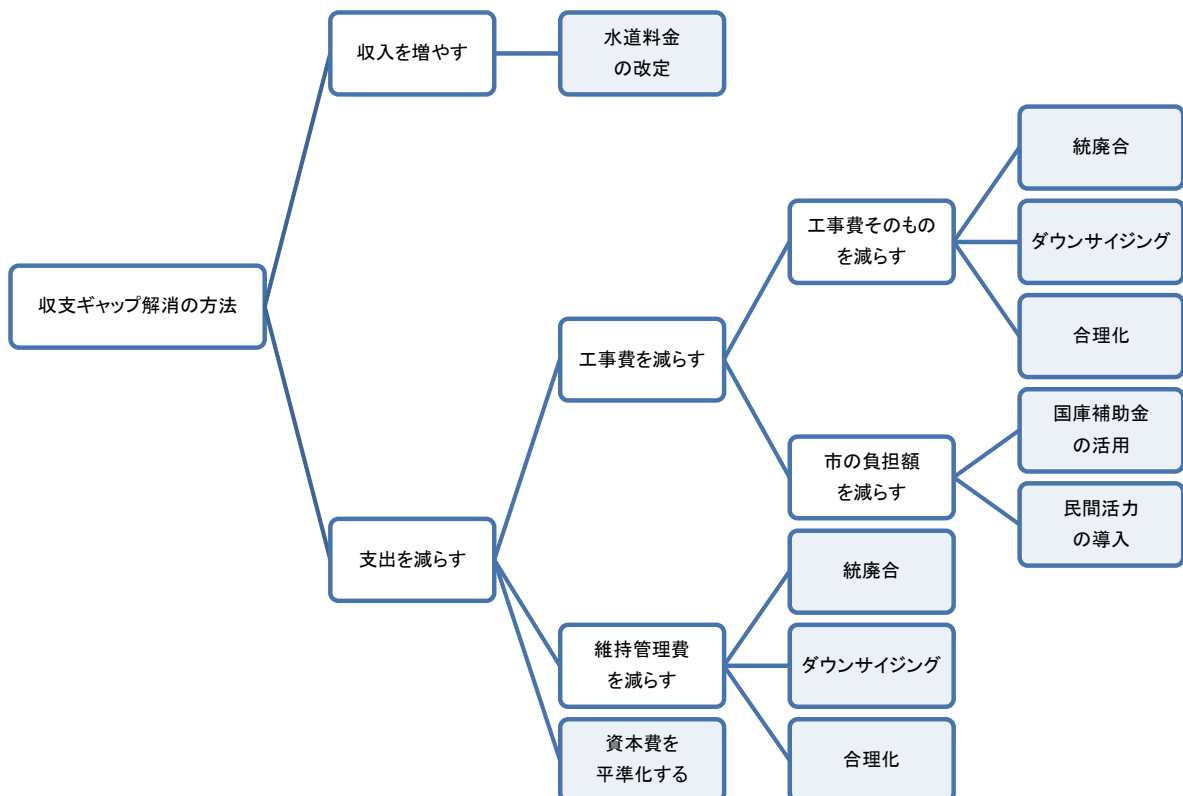 収支ギャップ解消の方法
収入を増やす
水道料金
の改定
支出を減らす
工事費を減らす
工事費そのもの
を減らす
統廃合
ダウンサイジング
合理化
市の負担額
を減らす
国庫補助金
の活用
民間活力
の導入
維持管理費
を減らす
統廃合
ダウンサイジング
合理化
資本費を
平準化する